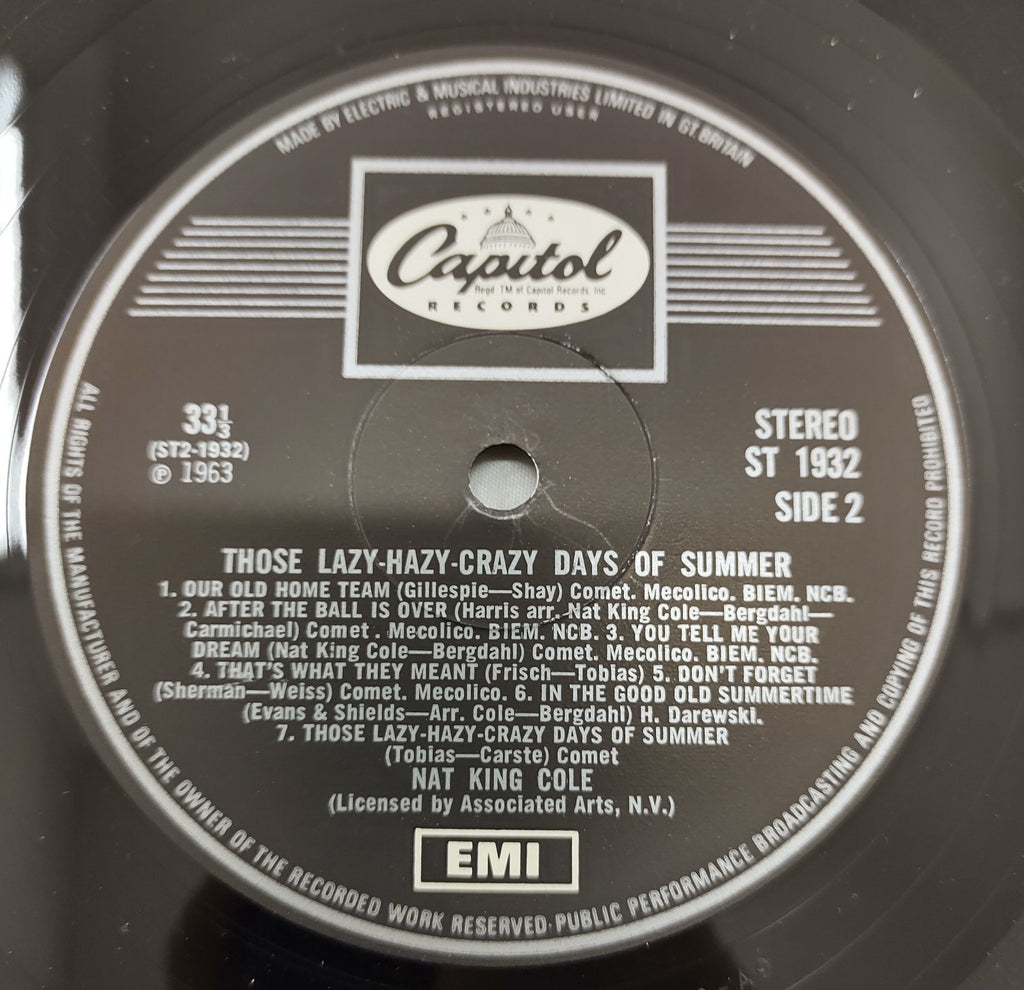 MADE BY ELECTRIC & MUSICAL INDUSTRIES LIMITED IN GT. BRITAIN
REGISTERED USER
Capitol
Regd. TM of Capitol Records, Inc
RECORDS
33⅓
(ST2-1932)
℗ 1963
STEREO
ST 1932
SIDE 2
THOSE LAZY-HAZY-CRAZY DAYS OF SUMMER
1. OUR OLD HOME TEAM (Gillespie—Shay) Comet. Mecolico. BIEM. NCB.
2. AFTER THE BALL IS OVER (Harris arr. Nat King Cole—Bergdahl—
Carmichael) Comet. Mecolico. BIEM. NCB. 3. YOU TELL ME YOUR
DREAM (Nat King Cole—Bergdahl) Comet. Mecolico. BIEM. NCB.
4. THAT'S WHAT THEY MEANT (Frisch—Tobias) 5. DON'T FORGET
(Sherman—Weiss) Comet. Mecolico. 6. IN THE GOOD OLD SUMMERTIME
(Evans & Shields—Arr. Cole—Bergdahl) H. Darewski.
7. THOSE LAZY-HAZY-CRAZY DAYS OF SUMMER
(Tobias—Carste) Comet
NAT KING COLE
(Licensed by Associated Arts, N.V.)
EMI
ALL RIGHTS OF THE MANUFACTURER AND OF THE OWNER OF THE RECORDED WORK RESERVED· PUBLIC PERFORMANCE BROADCASTING AND COPYING OF THIS RECORD PROHIBITED